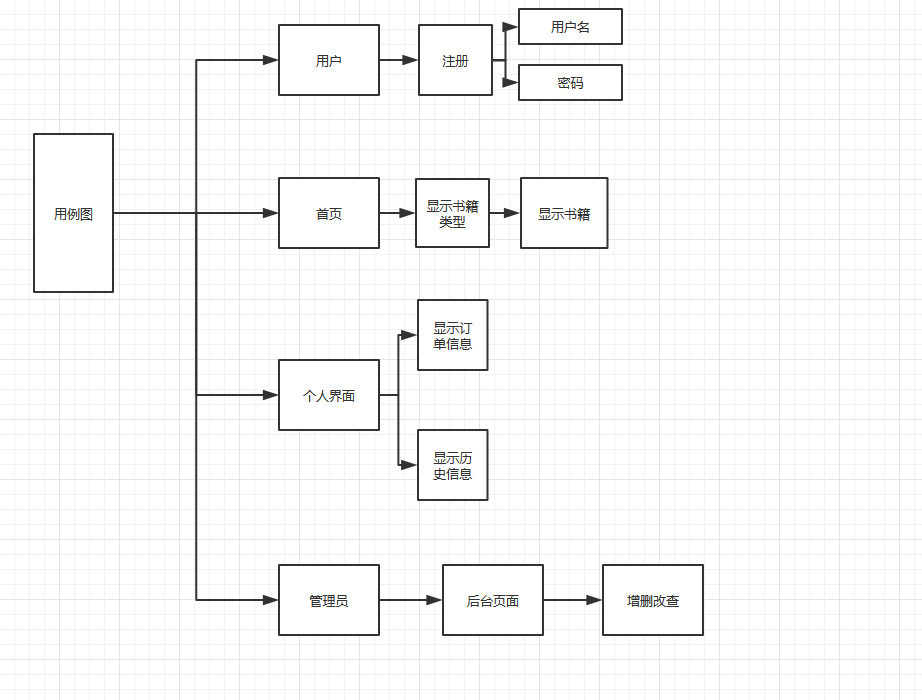 用例图
用户
注册
用户名
密码
首页
显示书籍
类型
显示书籍
个人界面
显示订
单信息
显示历
史信息
管理员
后台页面
增删改查